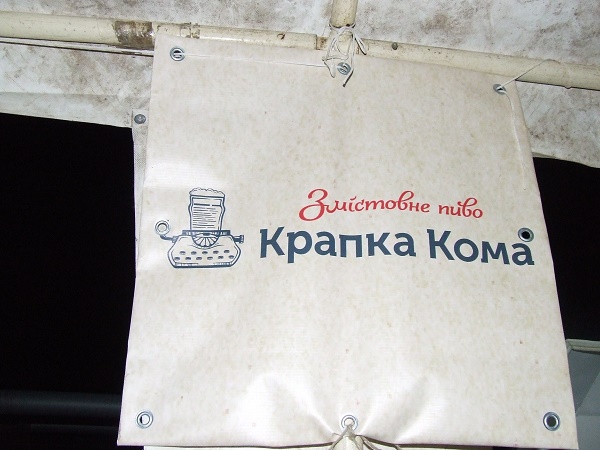 Змістовне пиво
Крапка Кома